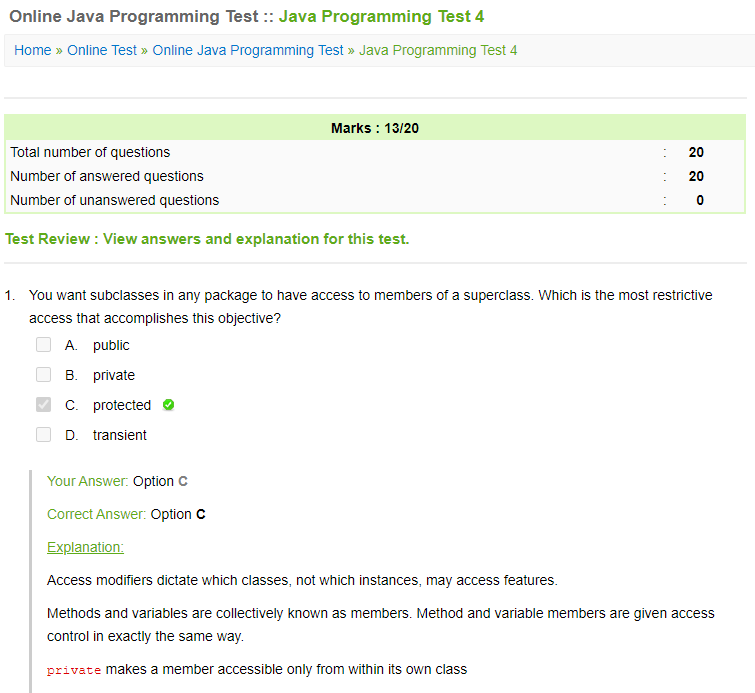 Online Java Programming Test :: Java Programming Test 4
Home » Online Test » Online Java Programming Test » Java Programming Test 4
Marks : 13/20
Total number of questions : 20
Number of answered questions : 20
Number of unanswered questions : 0
Test Review : View answers and explanation for this test.
1. You want subclasses in any package to have access to members of a superclass. Which is the most restrictive
access that accomplishes this objective?
A. public
B. private
C. protected
D. transient
Your Answer: Option C
Correct Answer: Option C
Explanation:
Access modifiers dictate which classes, not which instances, may access features.
Methods and variables are collectively known as members. Method and variable members are given access
control in exactly the same way.
private makes a member accessible only from within its own class